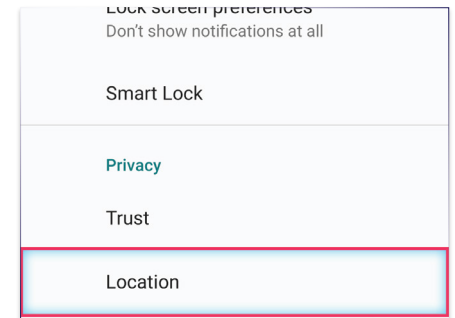 Lock screen preferences
Don't show notifications at all
Smart Lock
Privacy
Trust
Location